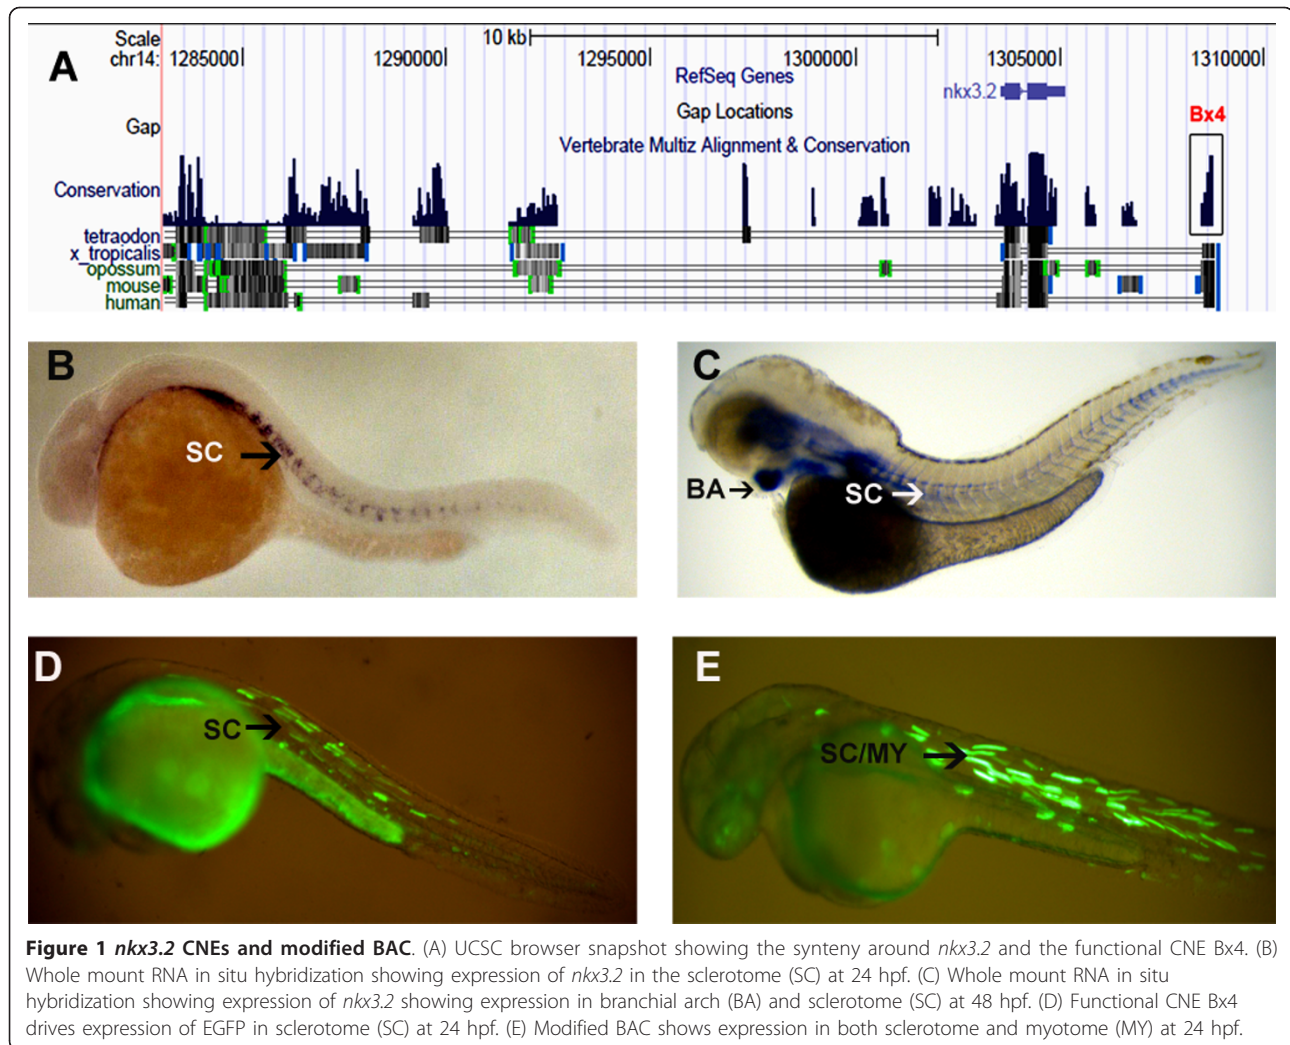 A
Scale
10 kb
chr14:
1285000
1290000
1295000
1300000
1305000
1310000
RefSeq Genes
nkx3.2
Gap Locations
Gap
Bx4
Vertebrate Multiz Alignment & Conservation
Conservation
tetraodon
x_tropicalis
opossum
mouse
human
B
SC
C
BA
SC
D
SC
E
SC/MY
Figure 1 nkx3.2 CNEs and modified BAC. (A) UCSC browser snapshot showing the synteny around nkx3.2 and the functional CNE Bx4. (B)
Whole mount RNA in situ hybridization showing expression of nkx3.2 in the sclerotome (SC) at 24 hpf. (C) Whole mount RNA in situ
hybridization showing expression of nkx3.2 showing expression in branchial arch (BA) and sclerotome (SC) at 48 hpf. (D) Functional CNE Bx4
drives expression of EGFP in sclerotome (SC) at 24 hpf. (E) Modified BAC shows expression in both sclerotome and myotome (MY) at 24 hpf.